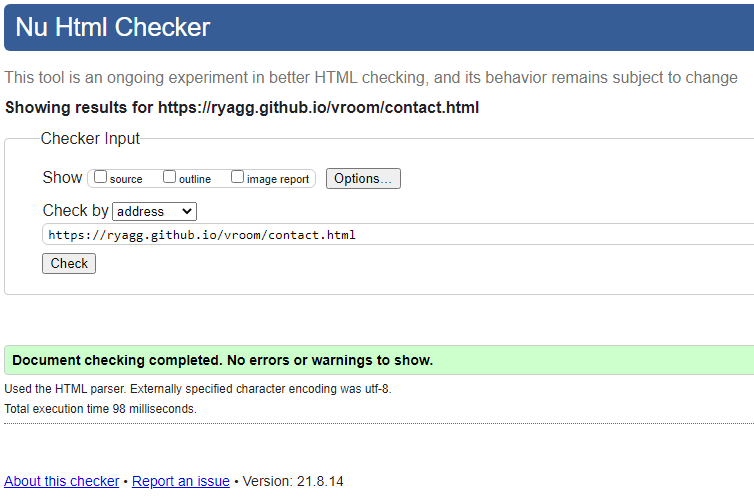 Nu Html Checker
This tool is an ongoing experiment in better HTML checking, and its behavior remains subject to change
Showing results for https://ryagg.github.io/vroom/contact.html
Checker Input
Show source outline image report Options...
Check by address
https://ryagg.github.io/vroom/contact.html
Check
Document checking completed. No errors or warnings to show.
Used the HTML parser. Externally specified character encoding was utf-8.
Total execution time 98 milliseconds.
About this checker • Report an issue • Version: 21.8.14